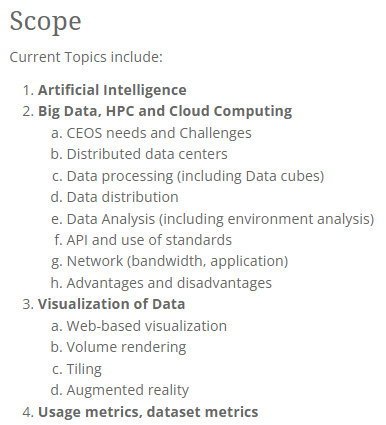 Scope
Current Topics include:
1. Artificial Intelligence
2. Big Data, HPC and Cloud Computing
a. CEOS needs and Challenges
b. Distributed data centers
c. Data processing (including Data cubes)
d. Data distribution
e. Data Analysis (including environment analysis)
f. API and use of standards
g. Network (bandwidth, application)
h. Advantages and disadvantages
3. Visualization of Data
a. Web-based visualization
b. Volume rendering
c. Tiling
d. Augmented reality
4. Usage metrics, dataset metrics